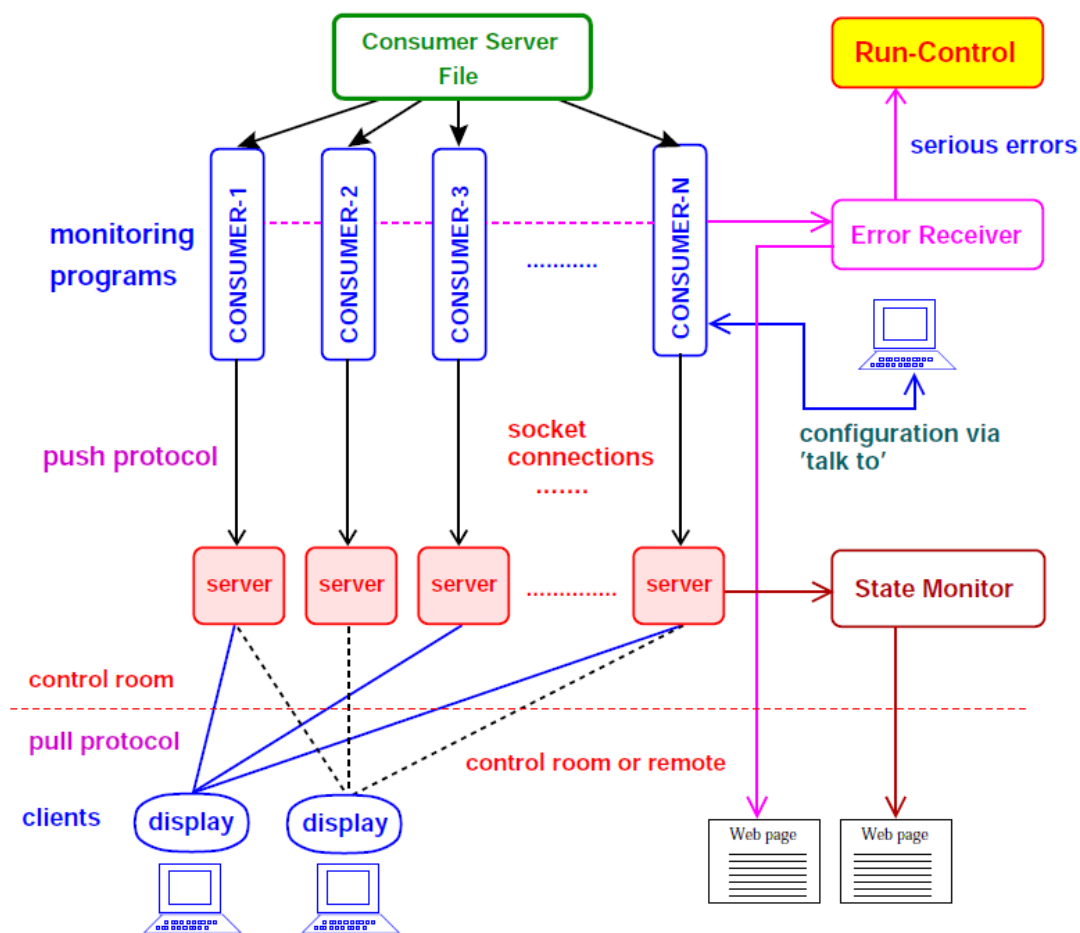 Consumer Server
File
Run-Control
serious errors
CONSUMER-1
CONSUMER-2
CONSUMER-3
CONSUMER-N
monitoring
programs
...........
Error Receiver
push protocol
socket
connections
.......
configuration via
'talk to'
server
server
server
..............
server
State Monitor
control room
pull protocol
control room or remote
clients
display
display
Web page
Web page